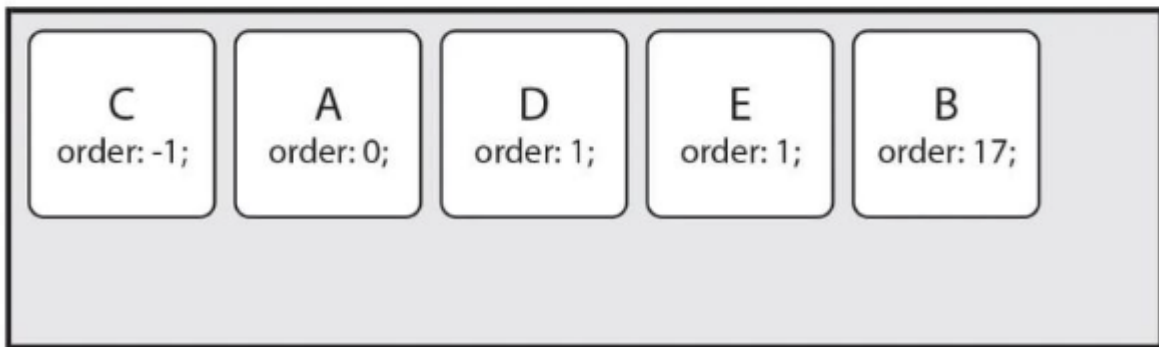 C
order: -1;
A
order: 0;
D
order: 1;
E
order: 1;
B
order: 17;